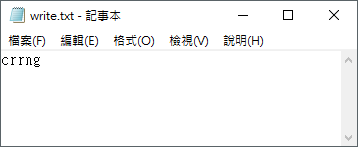 write.txt - 記事本
檔案(F) 編輯(E) 格式(O) 檢視(V) 說明(H)
crrng